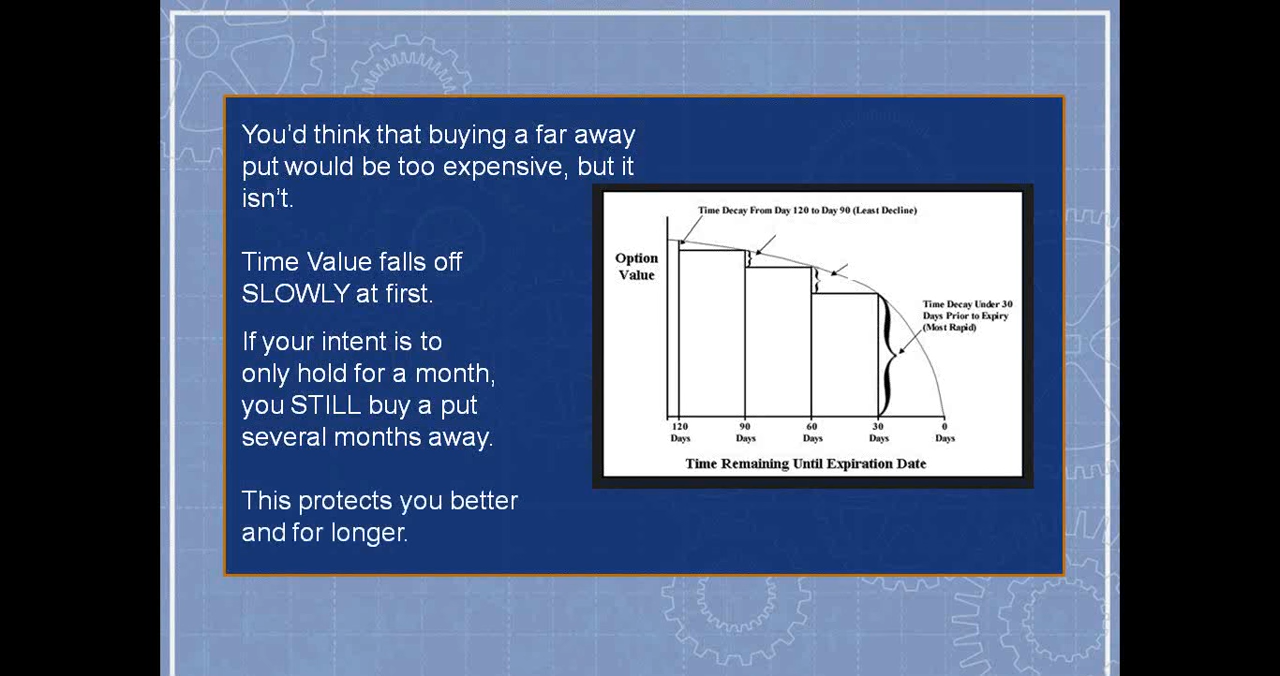 You'd think that buying a far away
put would be too expensive, but it
isn't.
Time Value falls off
SLOWLY at first.
If your intent is to
only hold for a month,
you STILL buy a put
several months away.
This protects you better
and for longer.
Time Decay From Day 120 to Day 90 (Least Decline)
Option
Value
Time Decay Under 30
Days Prior to Expiry
(Most Rapid)
120 90 60 30 0
Days Days Days Days Days
Time Remaining Until Expiration Date